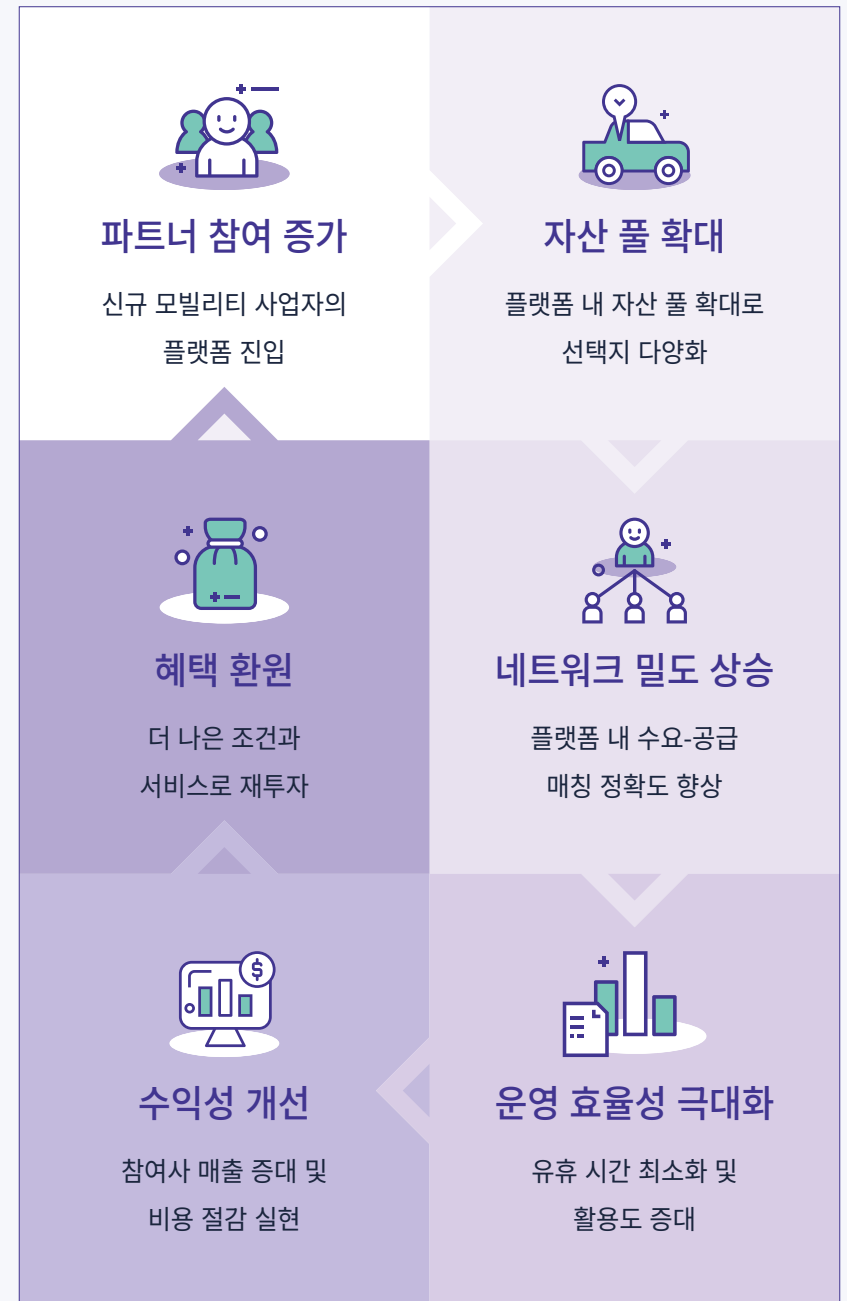 파트너 참여 증가
신규 모빌리티 사업자의
플랫폼 진입
자산 풀 확대
플랫폼 내 자산 풀 확대로
선택지 다양화
혜택 환원
더 나은 조건과
서비스로 재투자
네트워크 밀도 상승
플랫폼 내 수요-공급
매칭 정확도 향상
$
수익성 개선
참여사 매출 증대 및
비용 절감 실현
운영 효율성 극대화
유휴 시간 최소화 및
활용도 증대